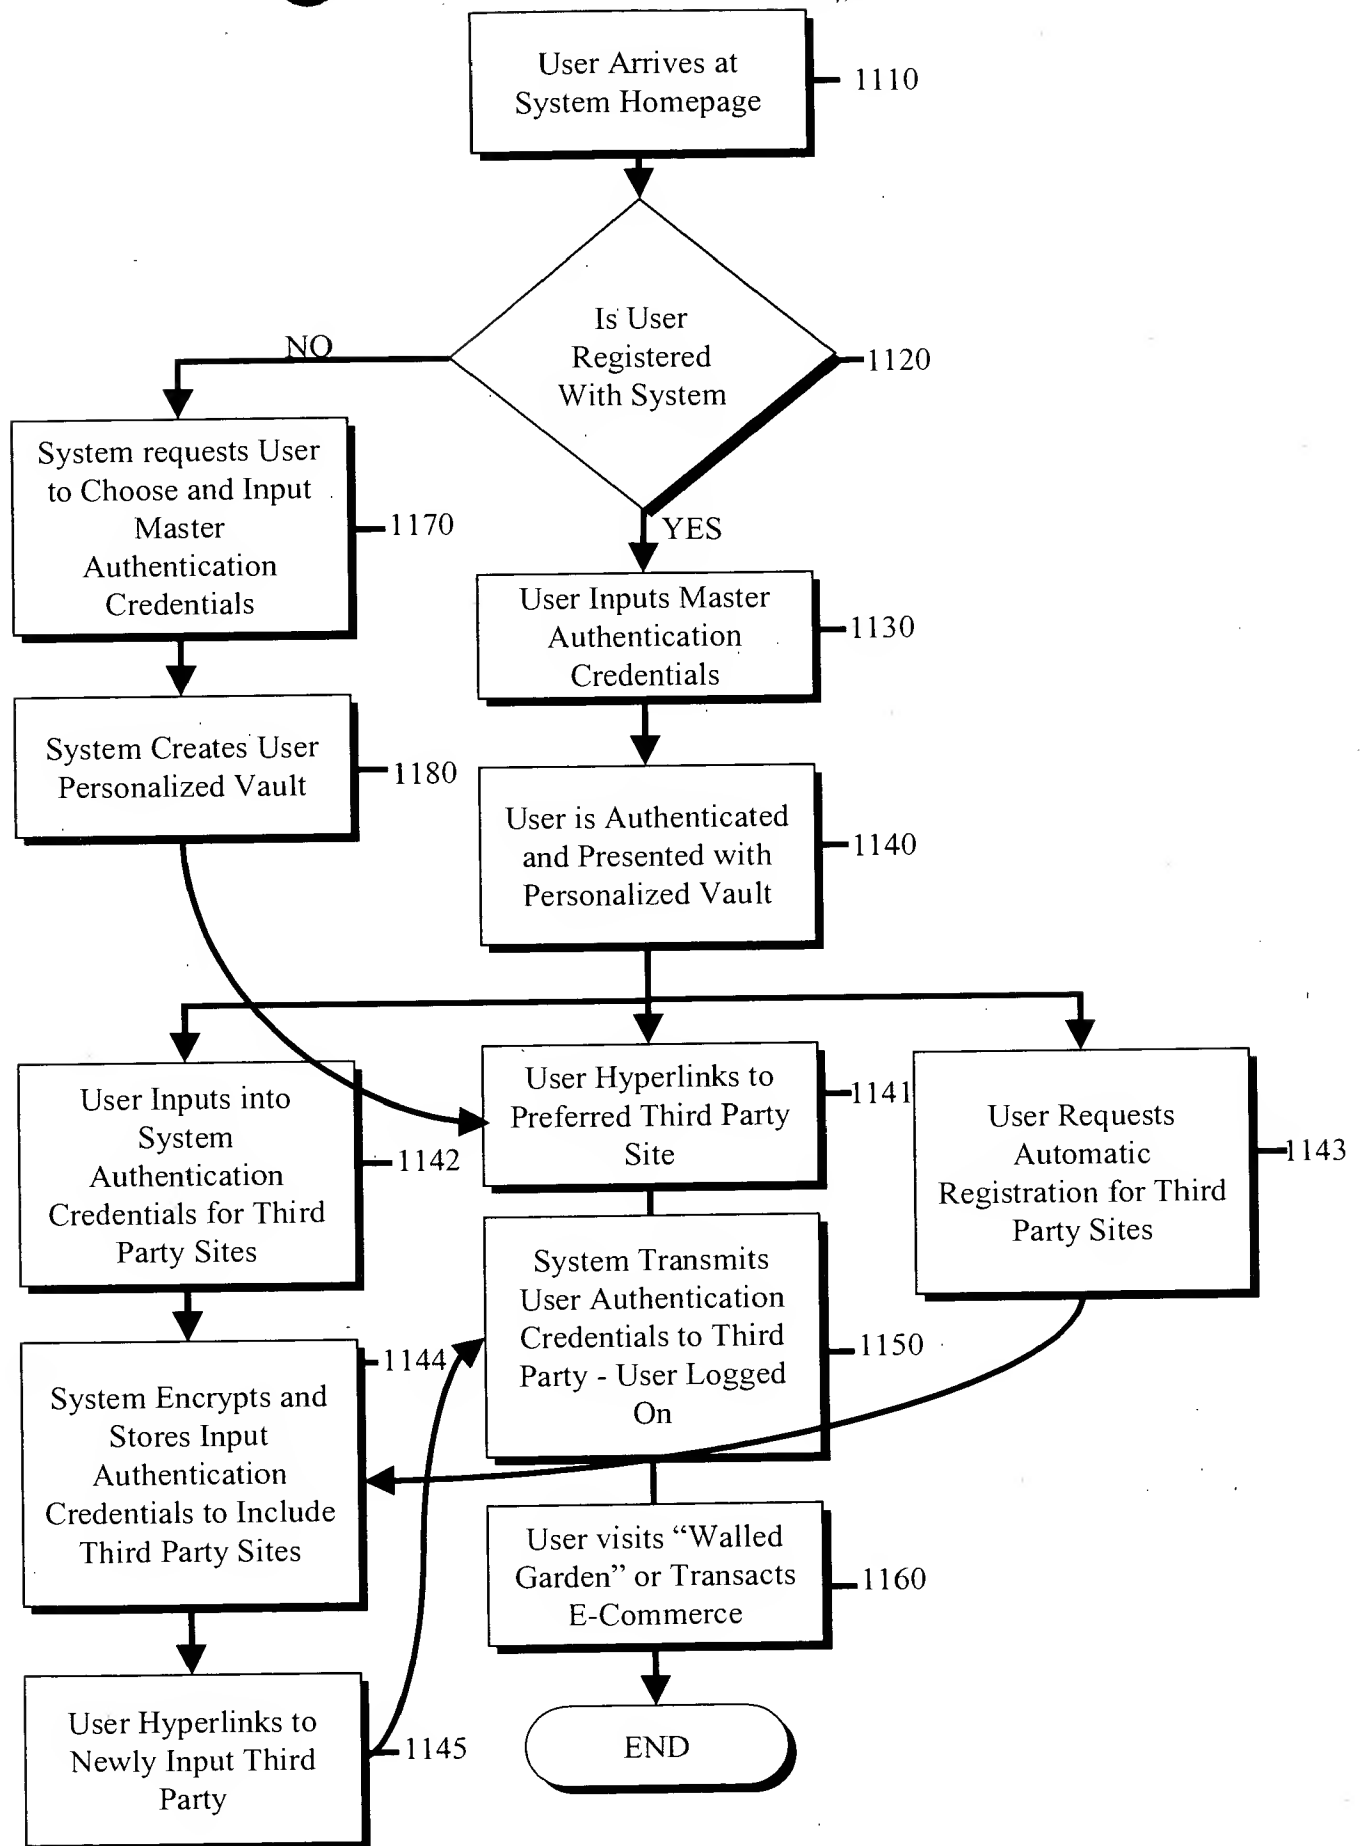 User Arrives at
System Homepage
1110
Is User
Registered
With System
1120
NO
YES
System requests User
to Choose and Input
Master
Authentication
Credentials
1170
User Inputs Master
Authentication
Credentials
1130
System Creates User
Personalized Vault
1180
User is Authenticated
and Presented with
Personalized Vault
1140
User Inputs into
System
Authentication
Credentials for Third
Party Sites
1142
User Hyperlinks to
Preferred Third Party
Site
1141
User Requests
Automatic
Registration for Third
Party Sites
1143
System Transmits
User Authentication
Credentials to Third
Party - User Logged
On
1150
System Encrypts and
Stores Input
Authentication
Credentials to Include
Third Party Sites
1144
User visits “Walled
Garden” or Transacts
E-Commerce
1160
User Hyperlinks to
Newly Input Third
Party
1145
END